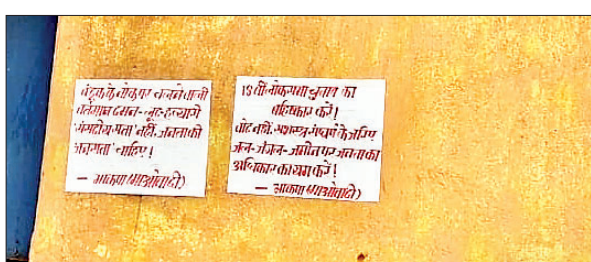 बंदूक के नोक पर चलने वाली
वर्तमान दमन-लूट-हत्यारी
संसदीय सत्ता नहीं, जनता की
जनसत्ता चाहिए!
- भाकपा (माओवादी)
18 वीं लोकसभा चुनाव का
बहिष्कार करें!
वोट नहीं, सशस्त्र संघर्ष के जरिए
जल-जंगल-जमीन पर जनता का
अधिकार कायम करें!
- भाकपा (माओवादी)